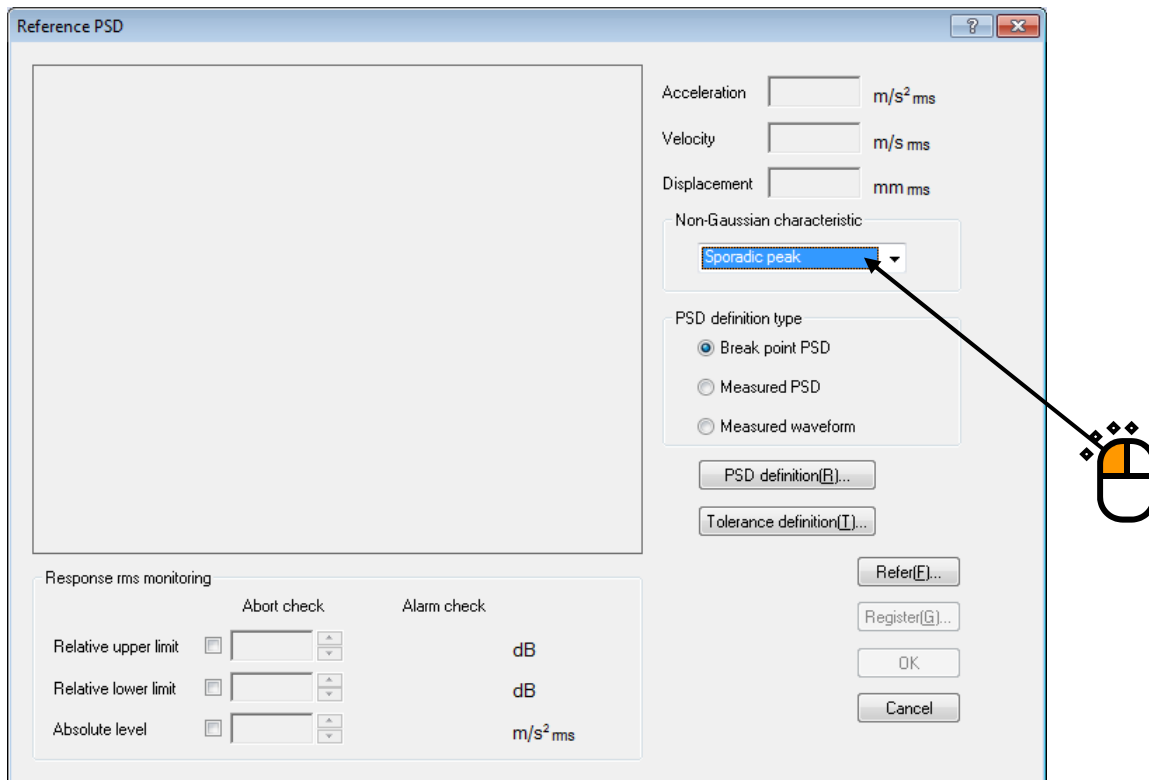 Reference PSD
Acceleration m/s² rms
Velocity m/s rms
Displacement mm rms
Non-Gaussian characteristic
Sporadic peak
PSD definition type
Break point PSD
Measured PSD
Measured waveform
PSD definition(R)...
Tolerance definition(T)...
Refer(F)...
Register(G)...
OK
Cancel
Response rms monitoring
Abort check Alarm check
Relative upper limit dB
Relative lower limit dB
Absolute level m/s² rms